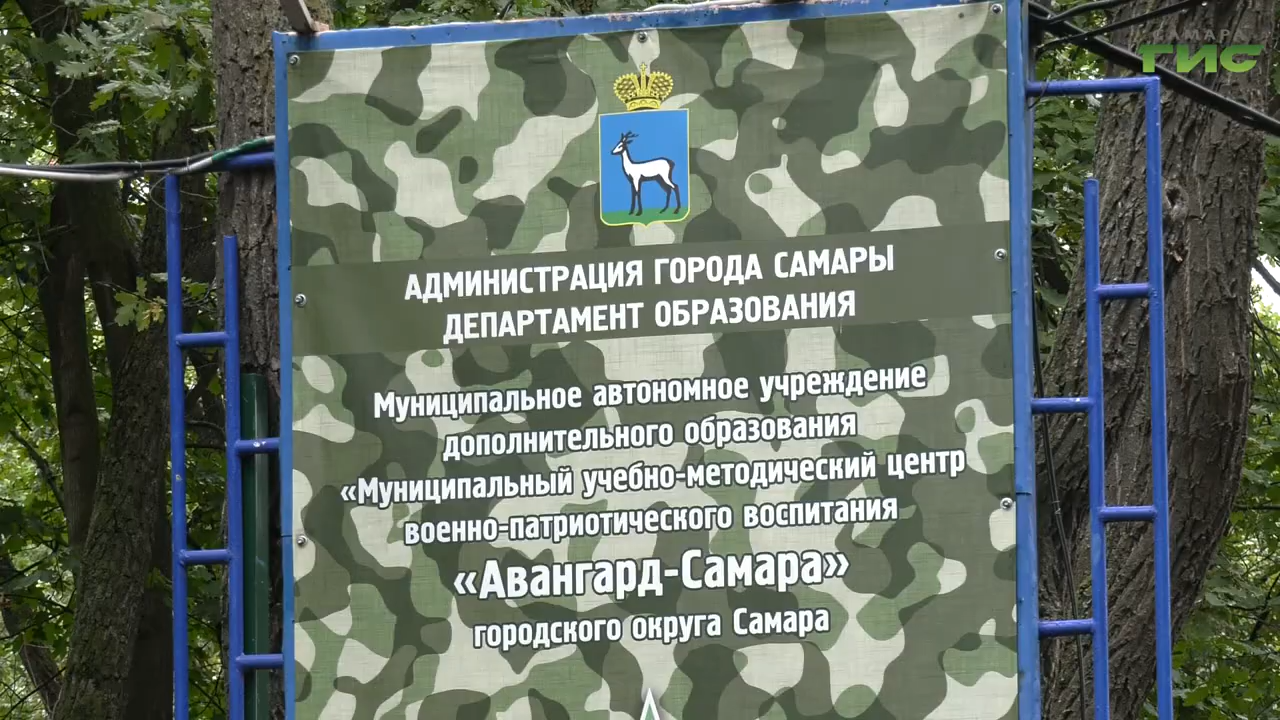 САМАРА
ГИС
АДМИНИСТРАЦИЯ ГОРОДА САМАРЫ
ДЕПАРТАМЕНТ ОБРАЗОВАНИЯ
Муниципальное автономное учреждение
дополнительного образования
«Муниципальный учебно-методический центр
военно-патриотического воспитания
«Авангард-Самара»
городского округа Самара